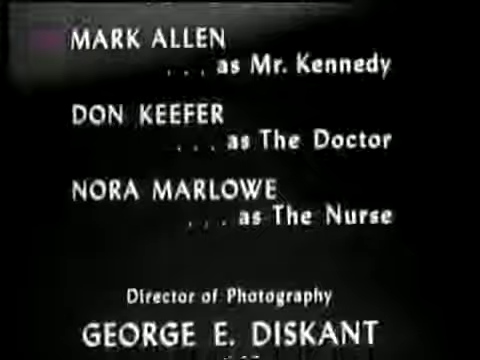 MARK ALLEN
. . . as Mr. Kennedy
DON KEEFER
. . . as The Doctor
NORA MARLOWE
. . . as The Nurse
Director of Photography
GEORGE E. DISKANT